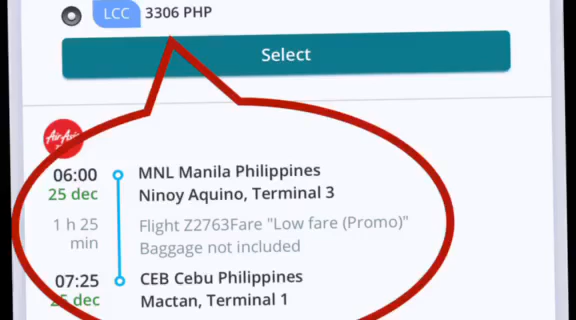 LCC 3306 PHP
Select
AirAsia
06:00 MNL Manila Philippines
25 dec Ninoy Aquino, Terminal 3
1 h 25 Flight Z2763Fare "Low fare (Promo)"
min Baggage not included
07:25 CEB Cebu Philippines
25 dec Mactan, Terminal 1